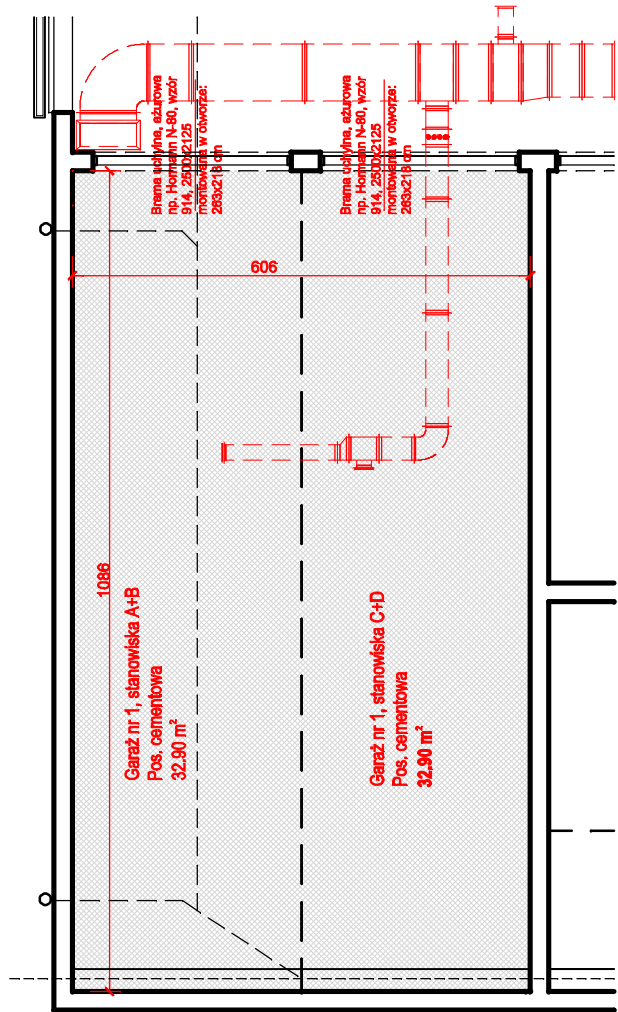 Brama uchylna, ażurowa
np. Hormann N-80, wzór
914, 2500x2125
montowana w otworze:
263x218 cm
Brama uchylna, ażurowa
np. Hormann N-80, wzór
914, 2500x2125
montowana w otworze:
263x218 cm
606
1086
Garaż nr 1, stanowiska A+B
Pos. cementowa
32.90 m²
Garaż nr 1, stanowiska C+D
Pos. cementowa
32.90 m²